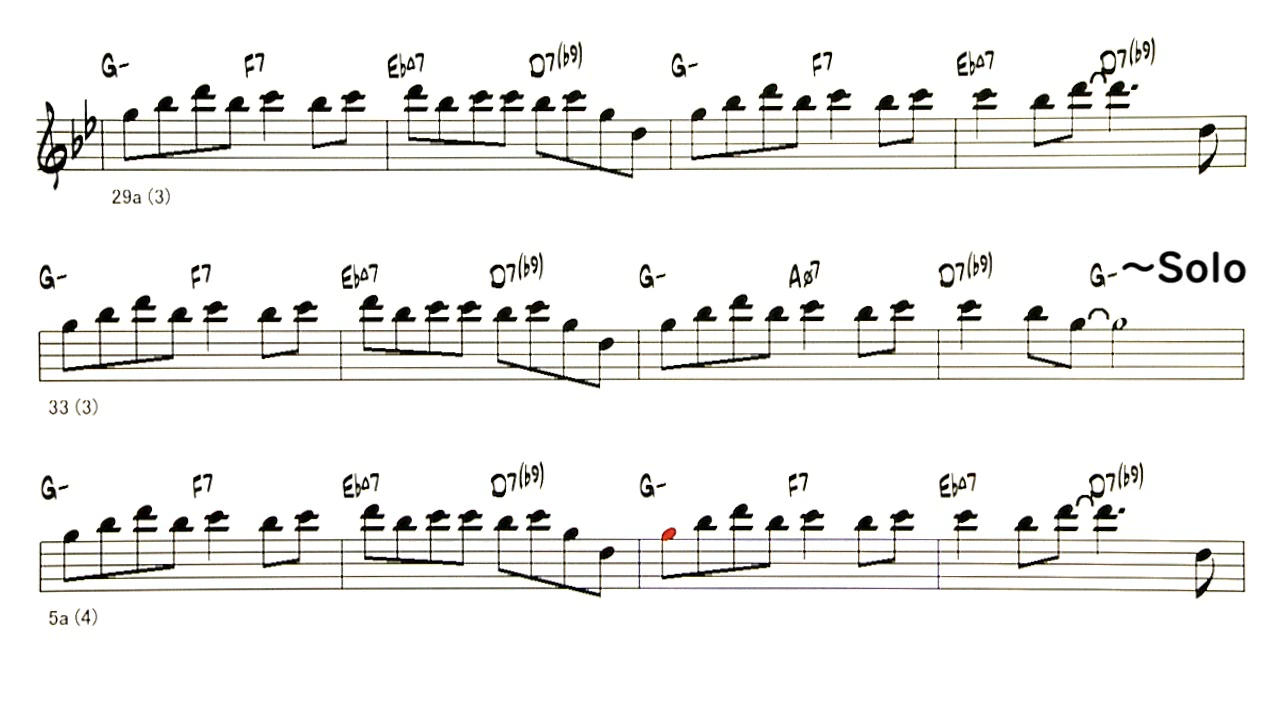 G- F7 Eb△7 D7(b9) G- F7 Eb△7 D7(b9)
29a (3)
G- F7 Eb△7 D7(b9) G- Aø7 D7(b9) G- ~Solo
33 (3)
G- F7 Eb△7 D7(b9) G- F7 Eb△7 D7(b9)
5a (4)